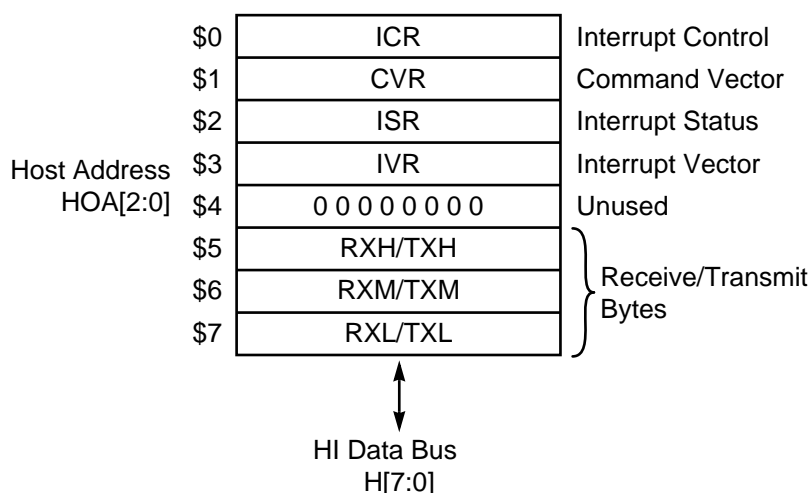 $0 ICR Interrupt Control
$1 CVR Command Vector
$2 ISR Interrupt Status
Host Address
HOA[2:0]
$3 IVR Interrupt Vector
$4 0 0 0 0 0 0 0 0 Unused
$5 RXH/TXH
$6 RXM/TXM
$7 RXL/TXL
Receive/Transmit
Bytes
HI Data Bus
H[7:0]